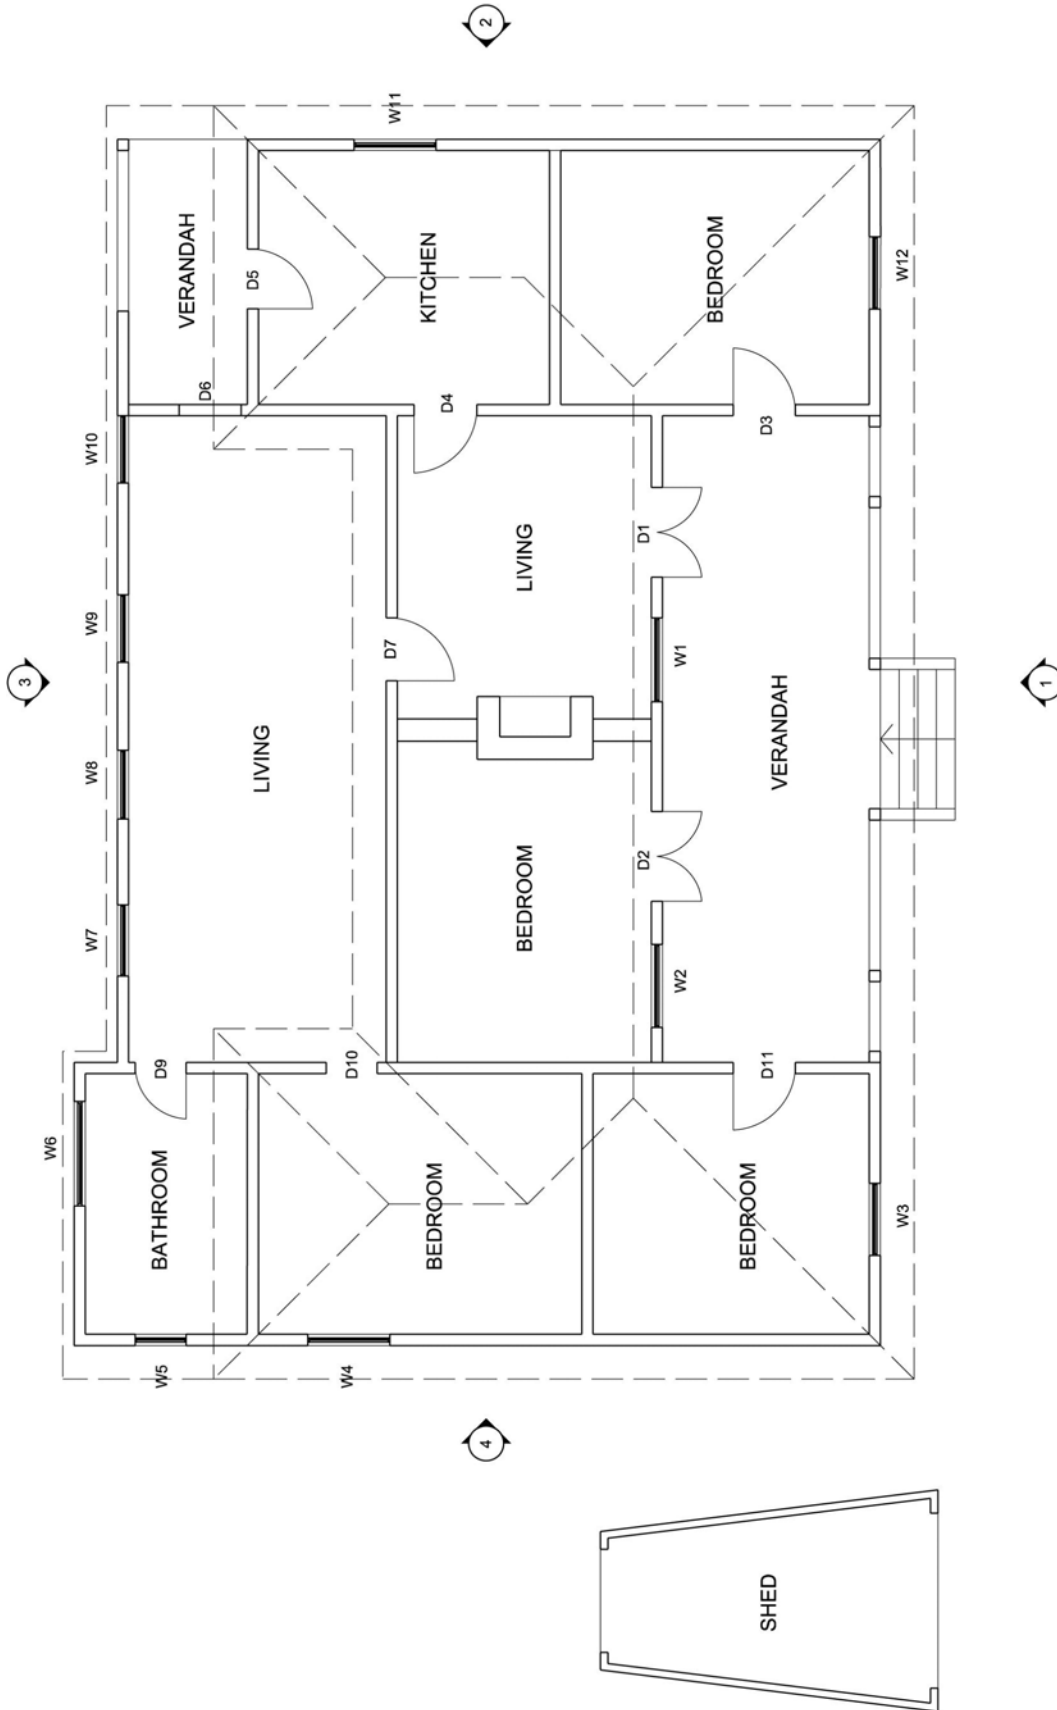 2
W11
VERANDAH
D5
KITCHEN
BEDROOM
W12
D6
D4
D3
W10
W9
W8
W7
3
LIVING
D7
LIVING
D1
W1
VERANDAH
1
BEDROOM
D2
W2
D9
D10
D11
W6
BATHROOM
BEDROOM
BEDROOM
W3
W5
W4
4
SHED